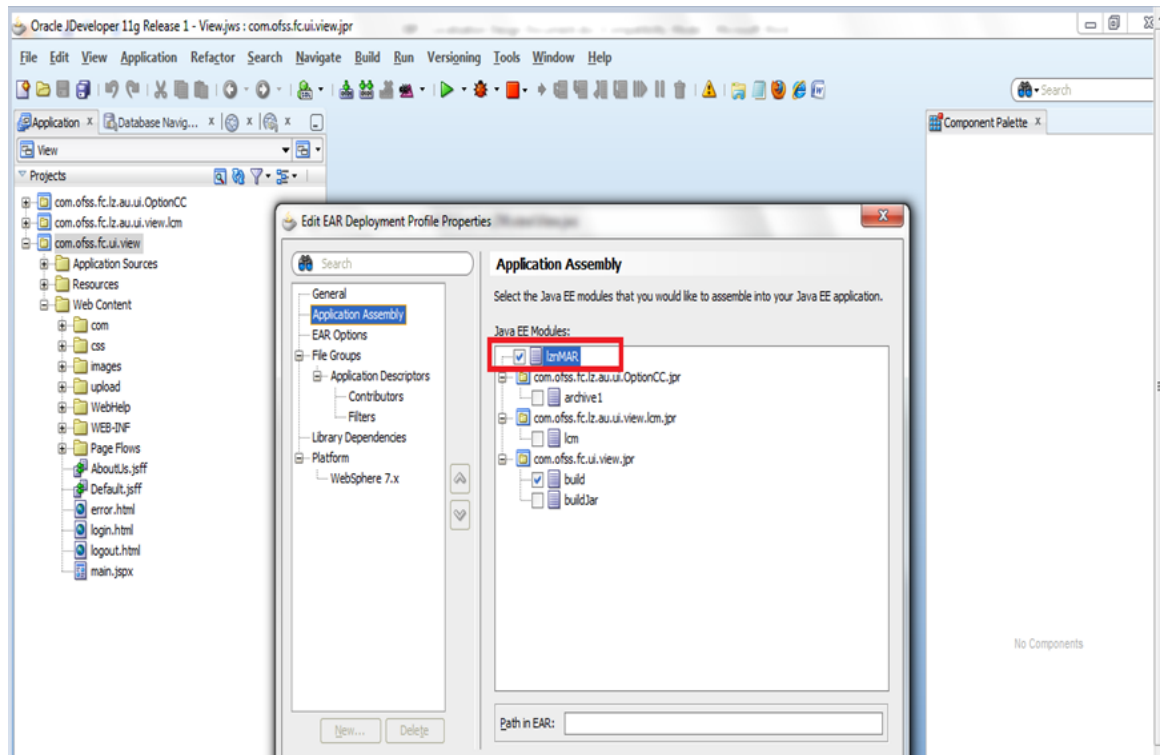 Oracle JDeveloper 11g Release 1 - View.jws : com.ofss.fc.ui.view.jpr
File Edit View Application Refactor Search Navigate Build Run Versioning Tools Window Help
Search
Application
Database Navig...
View
Projects
com.ofss.fc.lz.au.ui.OptionCC
com.ofss.fc.lz.au.ui.view.lcm
com.ofss.fc.ui.view
Application Sources
Resources
Web Content
com
css
images
upload
WebHelp
WEB-INF
Page Flows
AboutUs.jsff
Default.jsff
error.html
login.html
logout.html
main.jspx
Edit EAR Deployment Profile Properties
Search
General
Application Assembly
EAR Options
File Groups
Application Descriptors
Contributors
Filters
Library Dependencies
Platform
WebSphere 7.x
New...
Delete
Application Assembly
Select the Java EE modules that you would like to assemble into your Java EE application.
Java EE Modules:
lznMAR
com.ofss.fc.lz.au.ui.OptionCC.jpr
archive1
com.ofss.fc.lz.au.ui.view.lcm.jpr
lcm
com.ofss.fc.ui.view.jpr
build
buildJar
Path in EAR:
Component Palette
No Components